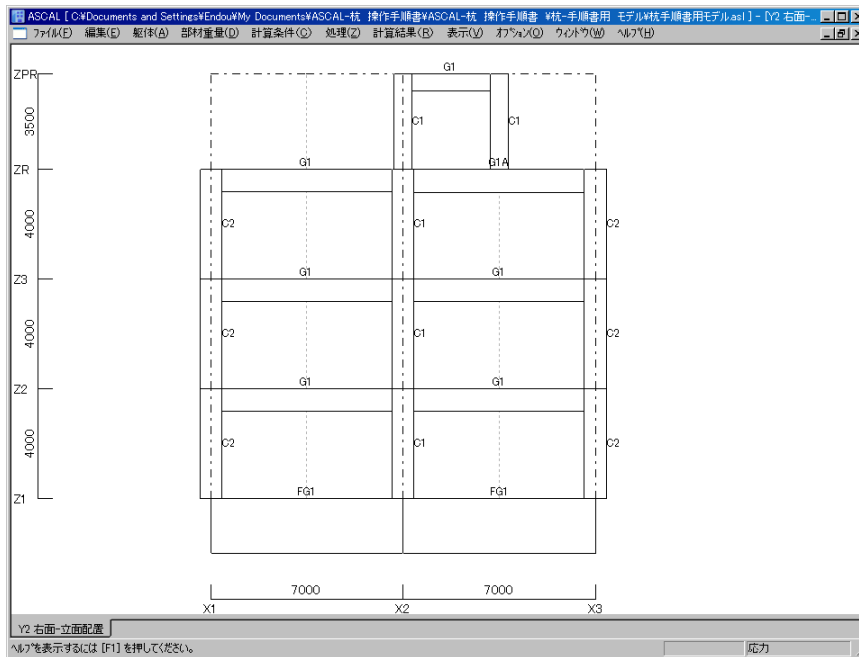 ASCAL [ C:¥Documents and Settings¥Endou¥My Documents¥ASCAL-杭 操作手順書¥ASCAL-杭 操作手順書 ¥杭-手順書用 モデル¥杭手順書用モデル.asl ] - [Y2 右面-...
ファイル(F) 編集(E) 躯体(A) 部材重量(D) 計算条件(C) 処理(Z) 計算結果(R) 表示(V) オプション(O) ウィンドウ(W) ヘルプ(H)
G1
ZPR
3500
C1 C1
ZR
G1 G1A
4000
C2 C1 C2
Z3
G1 G1
4000
C2 C1 C2
Z2
G1 G1
4000
C2 C1 C2
Z1
FG1 FG1
7000 7000
X1 X2 X3
Y2 右面-立面配置
ヘルプを表示するには [F1] を押してください。
応力